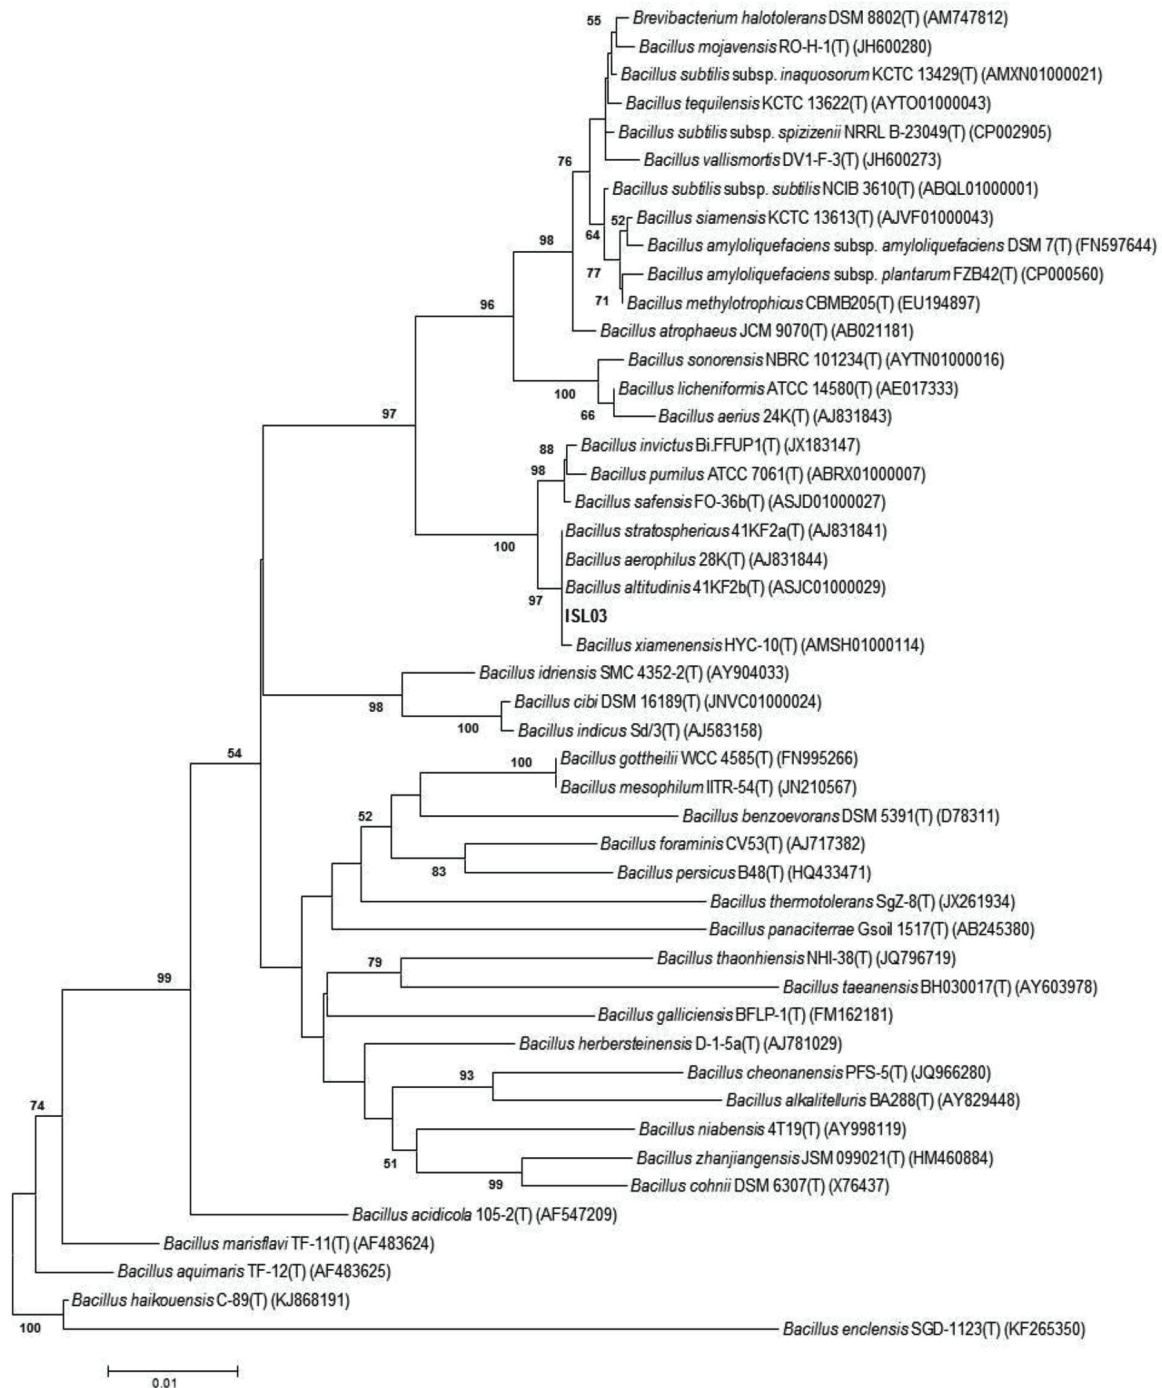 55
Brevibacterium halotolerans DSM 8802(T) (AM747812)
Bacillus mojavensis RO-H-1(T) (JH600280)
Bacillus subtilis subsp. inaquosorum KCTC 13429(T) (AMXN01000021)
Bacillus tequilensis KCTC 13622(T) (AYTO01000043)
Bacillus subtilis subsp. spizizenii NRRL B-23049(T) (CP002905)
76
Bacillus vallismortis DV1-F-3(T) (JH600273)
Bacillus subtilis subsp. subtilis NCIB 3610(T) (ABQL01000001)
52
Bacillus siamensis KCTC 13613(T) (AJVF01000043)
64
98
Bacillus amyloliquefaciens subsp. amyloliquefaciens DSM 7(T) (FN597644)
77
Bacillus amyloliquefaciens subsp. plantarum FZB42(T) (CP000560)
71
Bacillus methylotrophicus CBMB205(T) (EU194897)
96
Bacillus atrophaeus JCM 9070(T) (AB021181)
Bacillus sonorensis NBRC 101234(T) (AYTN01000016)
100
Bacillus licheniformis ATCC 14580(T) (AE017333)
66
97
Bacillus aerius 24K(T) (AJ831843)
88
Bacillus invictus Bi.FFUP1(T) (JX183147)
98
Bacillus pumilus ATCC 7061(T) (ABRX01000007)
Bacillus safensis FO-36b(T) (ASJD01000027)
Bacillus stratosphericus 41KF2a(T) (AJ831841)
100
Bacillus aerophilus 28K(T) (AJ831844)
Bacillus altitudinis 41KF2b(T) (ASJC01000029)
97
ISL03
Bacillus xiamenensis HYC-10(T) (AMSH01000114)
Bacillus idriensis SMC 4352-2(T) (AY904033)
98
Bacillus cibi DSM 16189(T) (JNVC01000024)
100
Bacillus indicus Sd/3(T) (AJ583158)
54
100
Bacillus gottheilii WCC 4585(T) (FN995266)
Bacillus mesophilum IITR-54(T) (JN210567)
52
Bacillus benzoevorans DSM 5391(T) (D78311)
Bacillus foraminis CV53(T) (AJ717382)
83
Bacillus persicus B48(T) (HQ433471)
Bacillus thermotolerans SgZ-8(T) (JX261934)
Bacillus panaciterrae Gsoil 1517(T) (AB245380)
79
Bacillus thaonhiensis NHI-38(T) (JQ796719)
99
Bacillus taeanensis BH030017(T) (AY603978)
Bacillus galliciensis BFLP-1(T) (FM162181)
Bacillus herbersteinensis D-1-5a(T) (AJ781029)
93
Bacillus cheonanensis PFS-5(T) (JQ966280)
74
Bacillus alkalitelluris BA288(T) (AY829448)
Bacillus niabensis 4T19(T) (AY998119)
51
Bacillus zhanjiangensis JSM 099021(T) (HM460884)
99
Bacillus cohnii DSM 6307(T) (X76437)
Bacillus acidicola 105-2(T) (AF547209)
Bacillus marisflavi TF-11(T) (AF483624)
Bacillus aquimaris TF-12(T) (AF483625)
Bacillus haikouensis C-89(T) (KJ868191)
100
Bacillus enclensis SGD-1123(T) (KF265350)
0.01